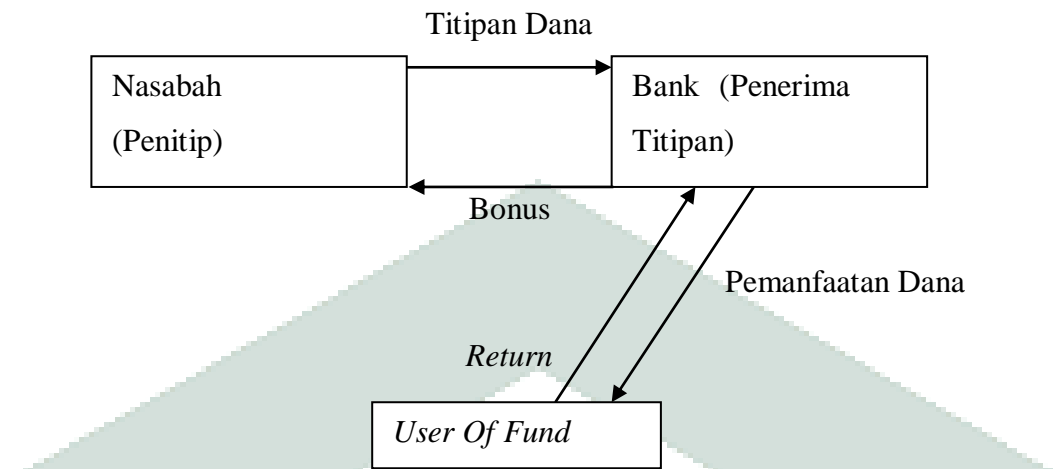 Titipan Dana
Nasabah
(Penitip)
Bank (Penerima
Titipan)
Bonus
Pemanfaatan Dana
Return
User Of Fund